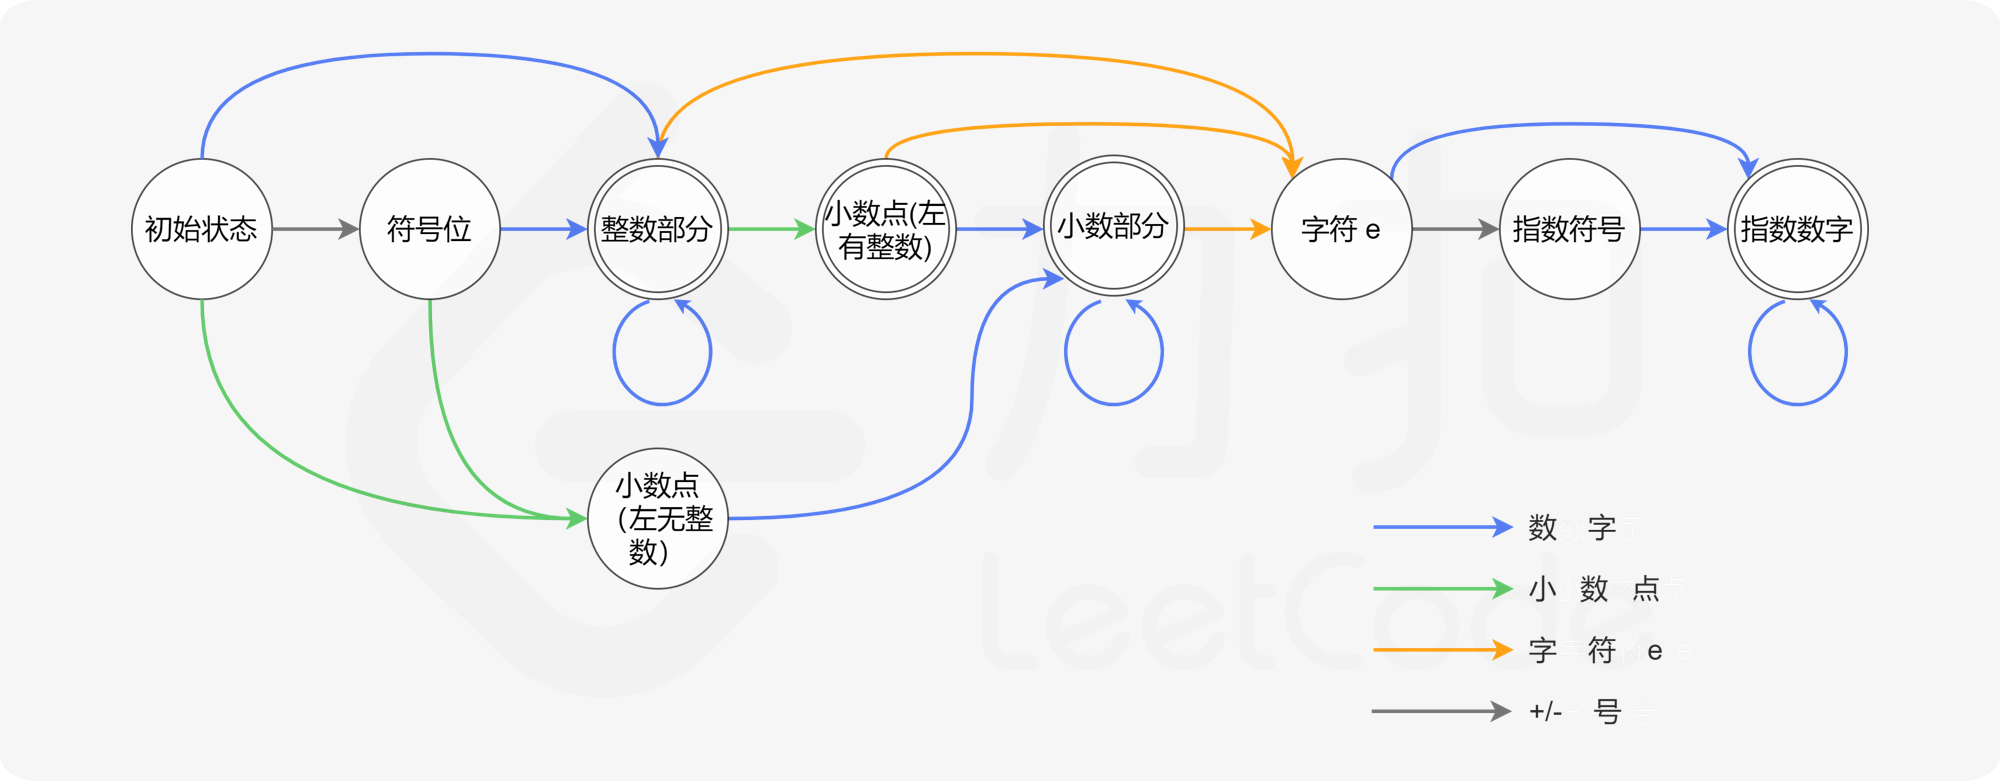 初始状态
符号位
整数部分
小数点(左
有整数)
小数部分
字符 e
指数符号
指数数字
小数点
（左无整
数）
数 字
小 数 点
字 符 e
+/- 号
力扣
LeetCode